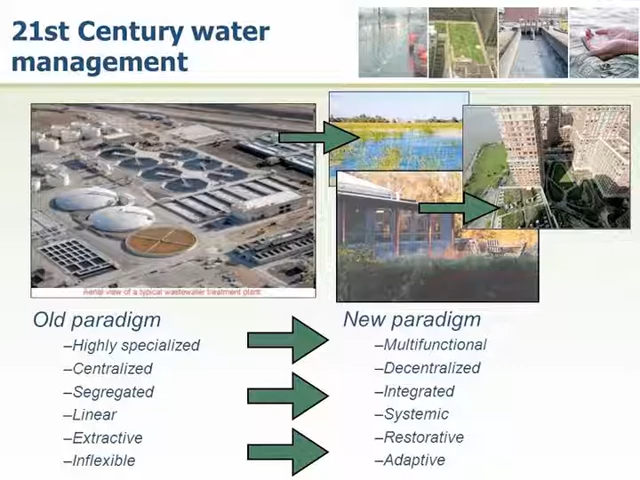 21st Century water
management
Aerial view of a typical wastewater treatment plant
Old paradigm
–Highly specialized
–Centralized
–Segregated
–Linear
–Extractive
–Inflexible
New paradigm
–Multifunctional
–Decentralized
–Integrated
–Systemic
–Restorative
–Adaptive